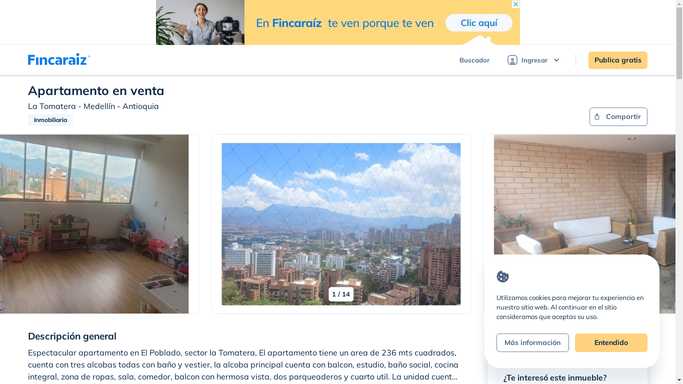 En Fincaraíz te ven porque te ven
Clic aquí
Fincaraiz
Buscador
Ingresar
Publica gratis
Apartamento en venta
La Tomatera - Medellín - Antioquia
Inmobiliaria
Compartir
1 / 14
Utilizamos cookies para mejorar tu experiencia en
nuestro sitio web. Al continuar en el sitio
consideramos que aceptas su uso.
Más información
Entendido
Descripción general
Espectacular apartamento en El Poblado, sector la Tomatera. El apartamento tiene un area de 236 mts cuadrados,
cuenta con tres alcobas todas con baño y vestier, la alcoba principal cuenta con balcon, estudio, baño social, cocina
integral, zona de ropas, sala, comedor, balcon con hermosa vista, dos parqueaderos y cuarto util. La unidad cuent...
¿Te interesó este inmueble?